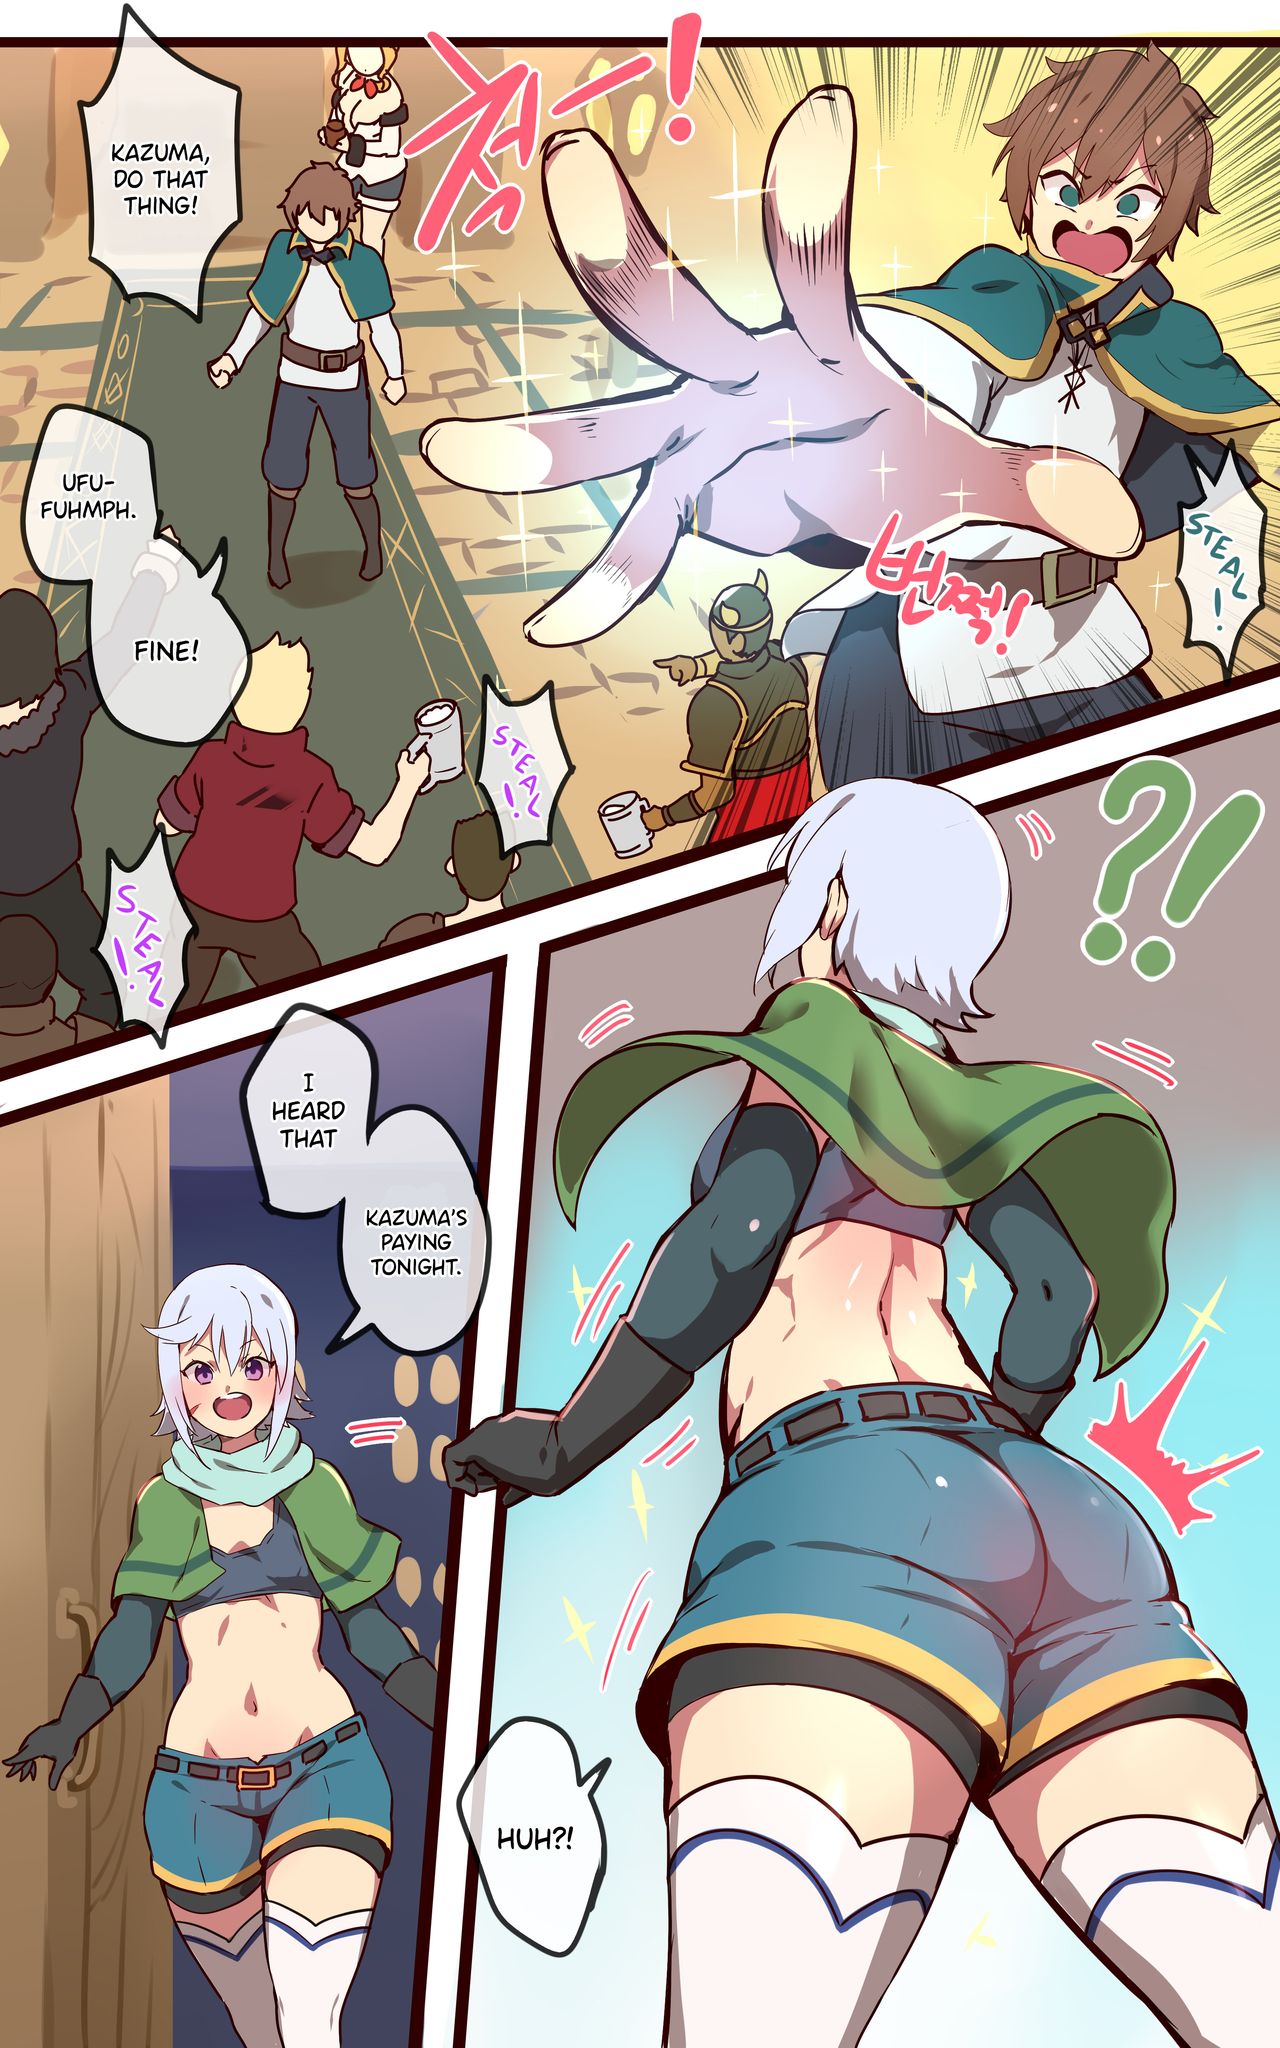 KAZUMA,
DO THAT
THING!
UFU-
FUHMPH.
FINE!
STEAL!
STEAL!
번쩍!
STEAL!
I
HEARD
THAT
KAZUMA'S
PAYING
TONIGHT.
?!
HUH?!